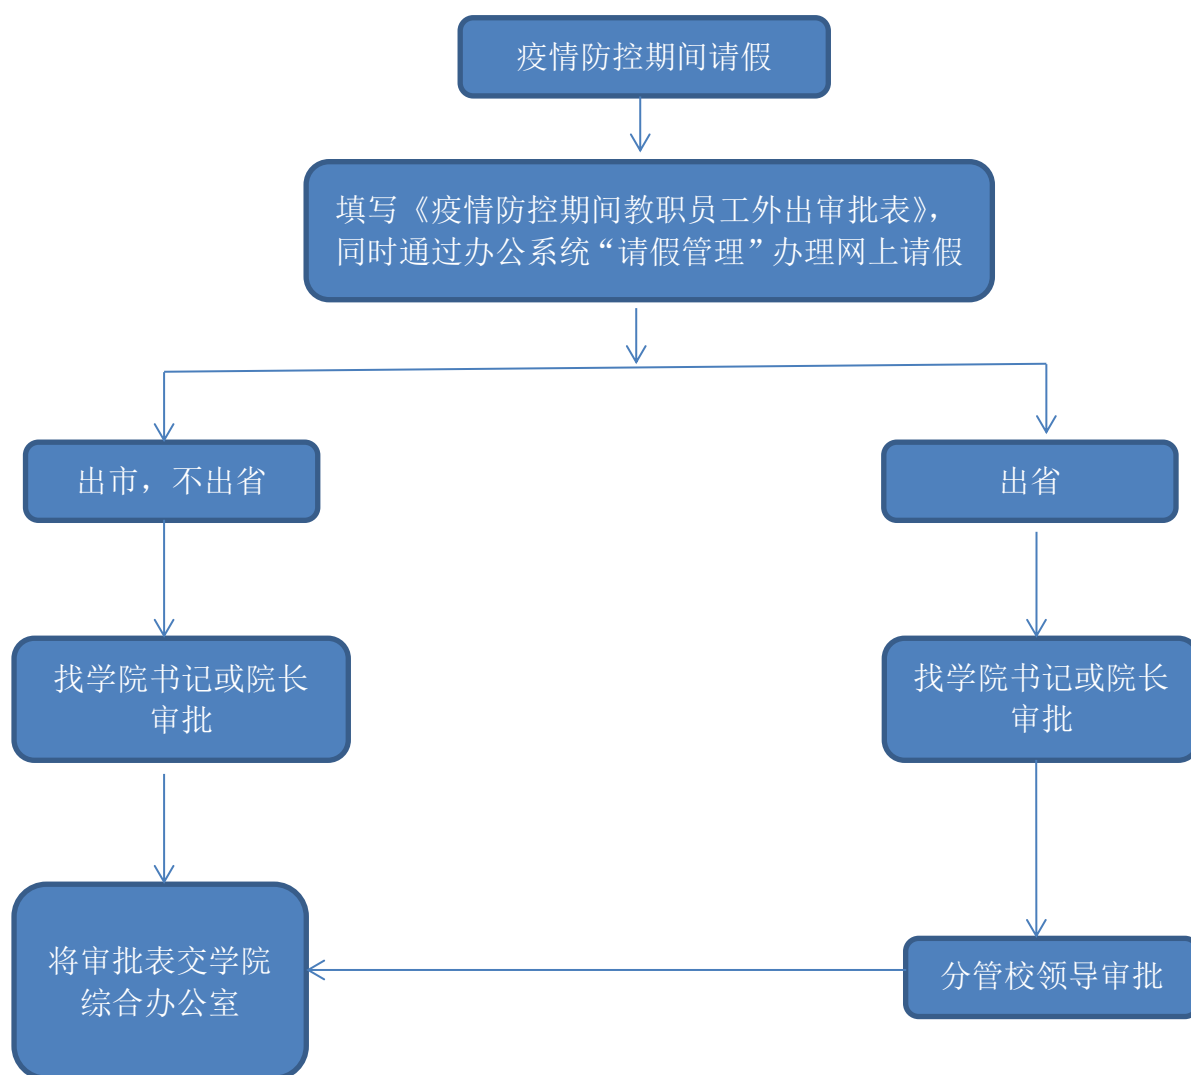 疫情防控期间请假
填写《疫情防控期间教职员工外出审批表》，
同时通过办公系统“请假管理”办理网上请假
出市，不出省
出省
找学院书记或院长
审批
找学院书记或院长
审批
将审批表交学院
综合办公室
分管校领导审批